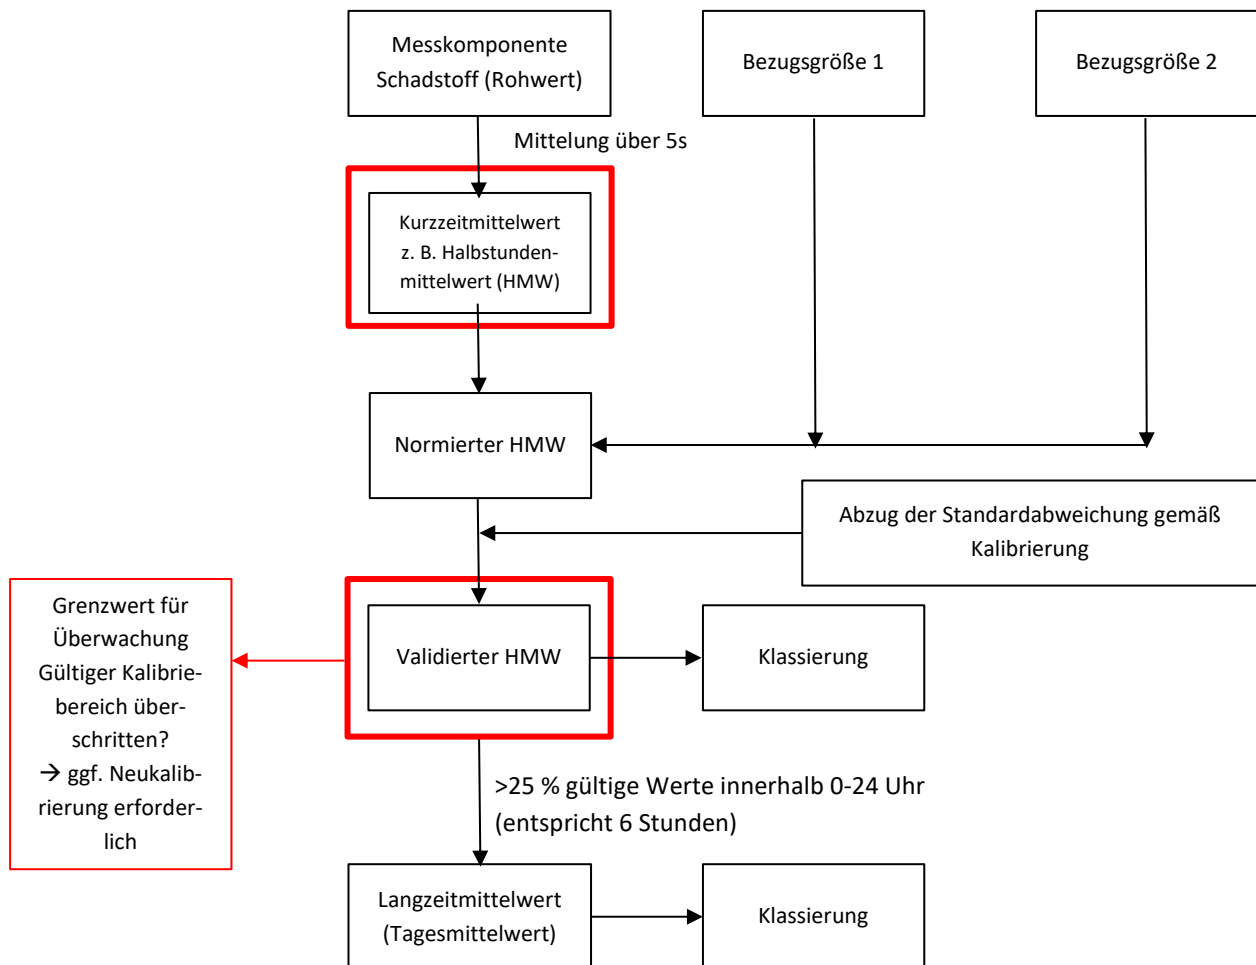 Messkomponente
Schadstoff (Rohwert)
Bezugsgröße 1
Bezugsgröße 2
Mittelung über 5s
Kurzzeitmittelwert
z. B. Halbstunden-
mittelwert (HMW)
Normierter HMW
Abzug der Standardabweichung gemäß
Kalibrierung
Grenzwert für
Überwachung
Gültiger Kalibrie-
bereich über-
schritten?
→ ggf. Neukalib-
rierung erforder-
lich
Validierter HMW
Klassierung
>25 % gültige Werte innerhalb 0-24 Uhr
(entspricht 6 Stunden)
Langzeitmittelwert
(Tagesmittelwert)
Klassierung